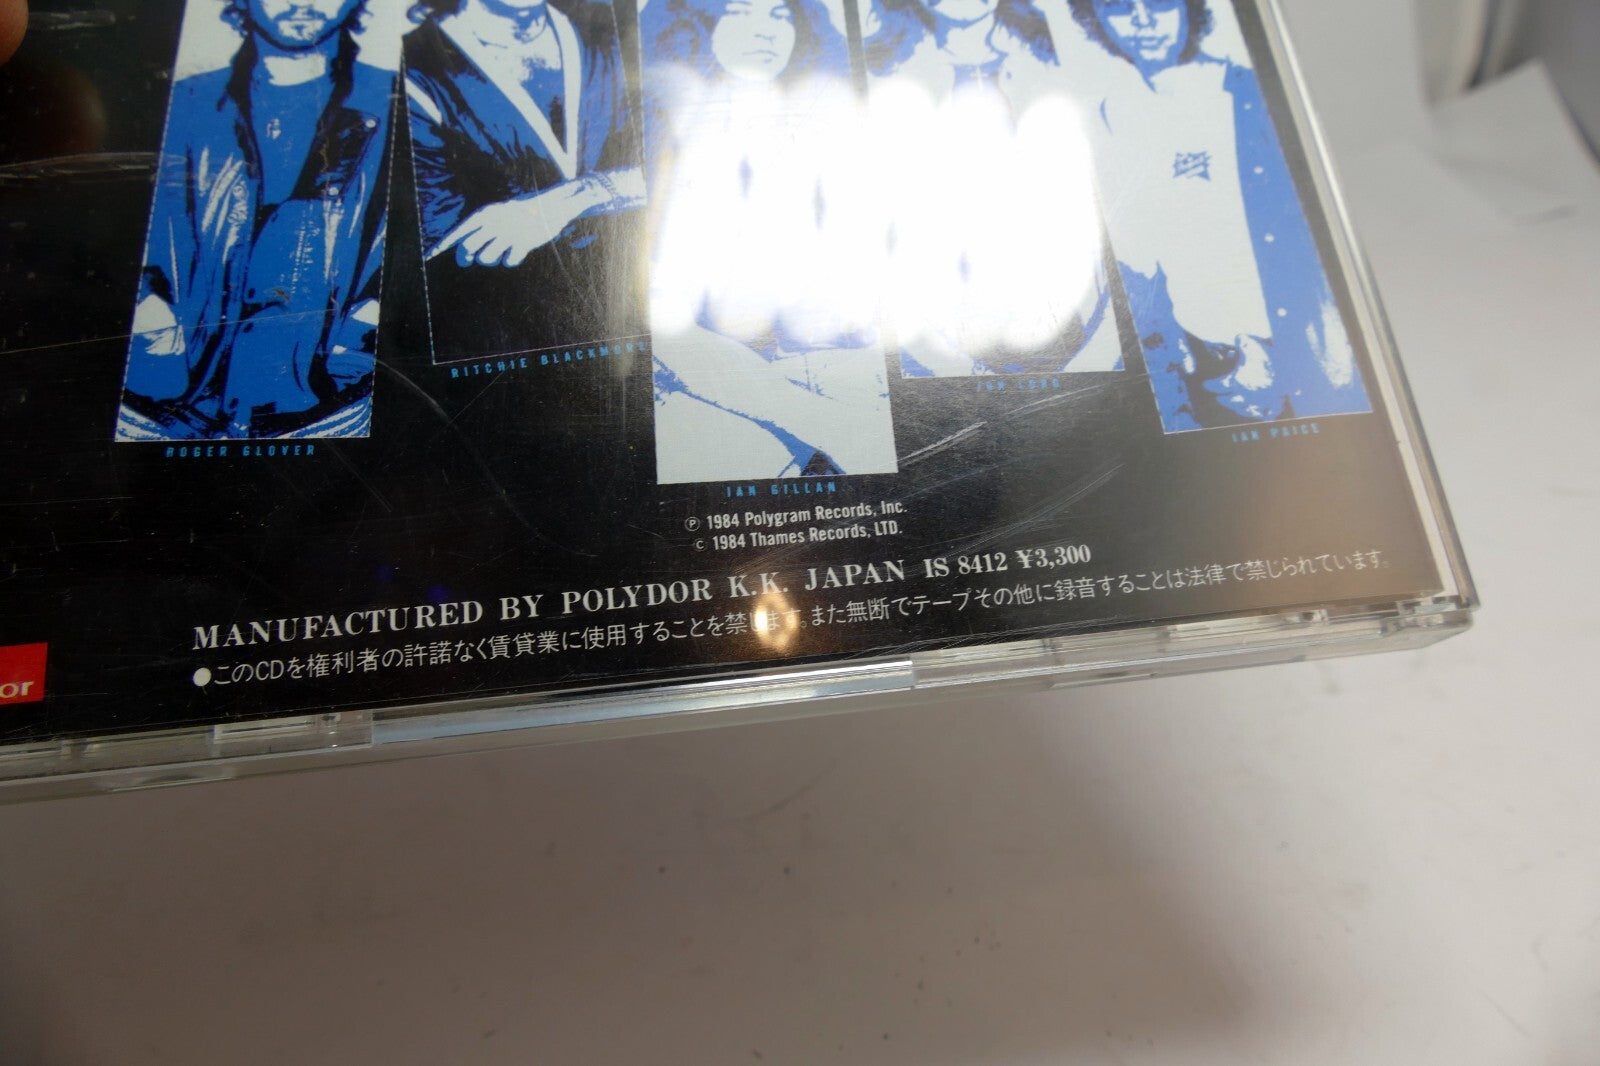 ROGER GLOVER
RITCHIE BLACKMORE
IAN GILLAN
JON LORD
IAN PAICE
Ⓟ 1984 Polygram Records, Inc.
© 1984 Thames Records, LTD.
MANUFACTURED BY POLYDOR K.K. JAPAN IS 8412 ¥3,300
●このCDを権利者の許諾なく賃貸業に使用することを禁じます。また無断でテープその他に録音することは法律で禁じられています。
or